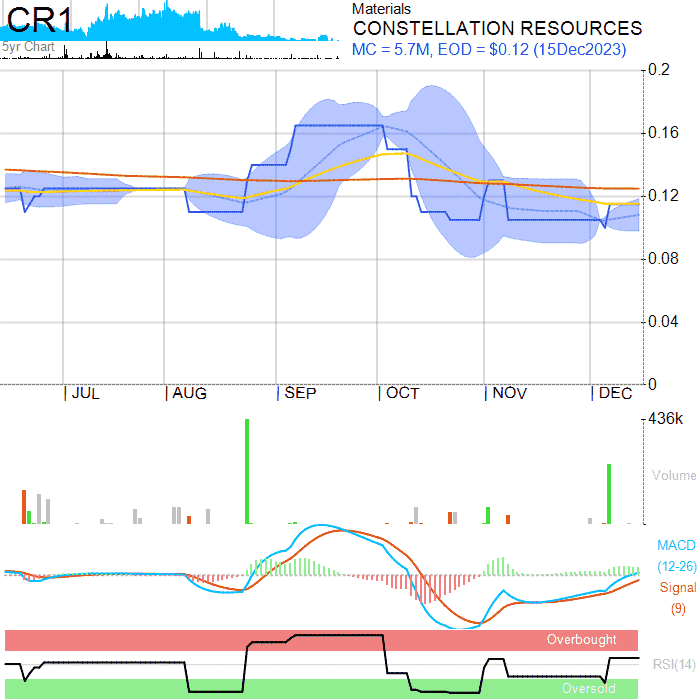 CR1
5yr Chart
Materials
CONSTELLATION RESOURCES
MC = 5.7M, EOD = $0.12 (15Dec2023)
0.2
0.16
0.12
0.08
0.04
0
JUL AUG SEP OCT NOV DEC
436k
Volume
MACD
(12-26)
Signal
(9)
Overbought
RSI(14)
Oversold